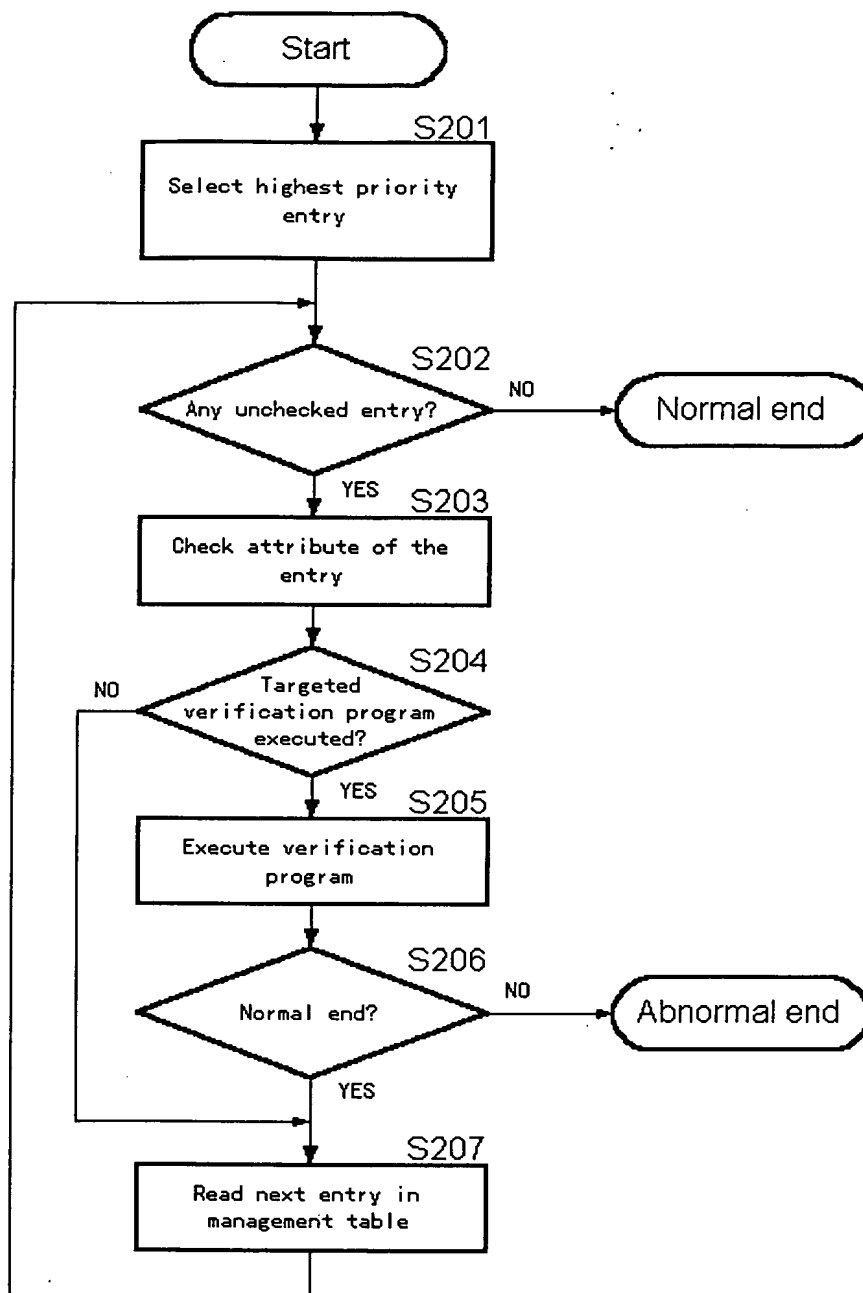 Start
S201
Select highest priority
entry
S202
Any unchecked entry?
NO
Normal end
YES
S203
Check attribute of the
entry
S204
NO
Targeted
verification program
executed?
YES
S205
Execute verification
program
S206
Normal end?
NO
Abnormal end
YES
S207
Read next entry in
management table